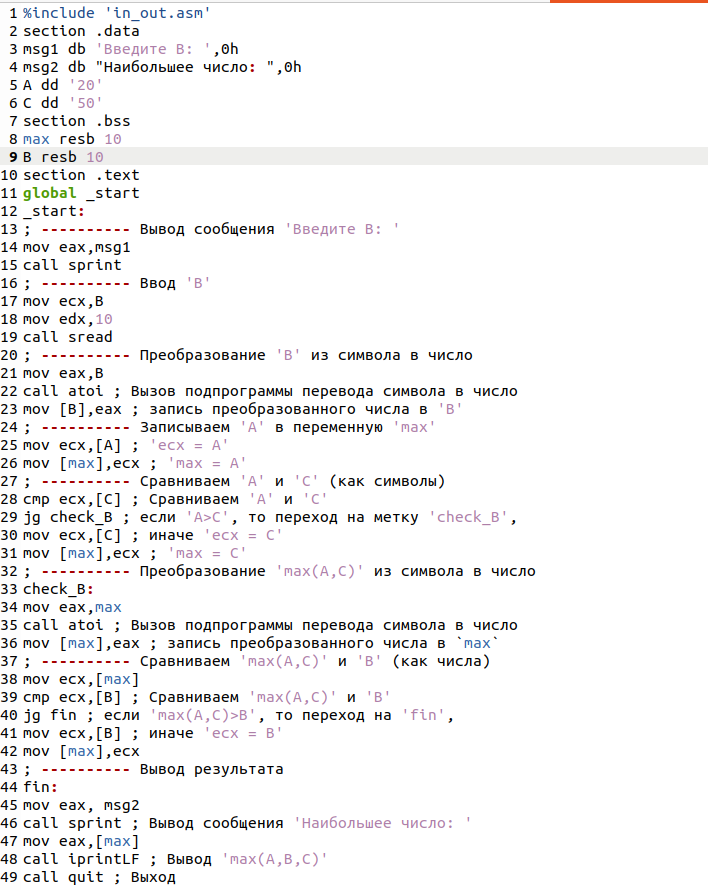 1 %include 'in_out.asm'
2 section .data
3 msg1 db 'Введите B: ',0h
4 msg2 db "Наибольшее число: ",0h
5 A dd '20'
6 C dd '50'
7 section .bss
8 max resb 10
9 B resb 10
10 section .text
11 global _start
12 _start:
13 ; ---------- Вывод сообщения 'Введите B: '
14 mov eax,msg1
15 call sprint
16 ; ---------- Ввод 'B'
17 mov ecx,B
18 mov edx,10
19 call sread
20 ; ---------- Преобразование 'B' из символа в число
21 mov eax,B
22 call atoi ; Вызов подпрограммы перевода символа в число
23 mov [B],eax ; запись преобразованного числа в 'B'
24 ; ---------- Записываем 'A' в переменную 'max'
25 mov ecx,[A] ; 'ecx = A'
26 mov [max],ecx ; 'max = A'
27 ; ---------- Сравниваем 'A' и 'С' (как символы)
28 cmp ecx,[C] ; Сравниваем 'A' и 'С'
29 jg check_B ; если 'A>C', то переход на метку 'check_B',
30 mov ecx,[C] ; иначе 'ecx = C'
31 mov [max],ecx ; 'max = C'
32 ; ---------- Преобразование 'max(A,C)' из символа в число
33 check_B:
34 mov eax,max
35 call atoi ; Вызов подпрограммы перевода символа в число
36 mov [max],eax ; запись преобразованного числа в `max`
37 ; ---------- Сравниваем 'max(A,C)' и 'B' (как числа)
38 mov ecx,[max]
39 cmp ecx,[B] ; Сравниваем 'max(A,C)' и 'B'
40 jg fin ; если 'max(A,C)>B', то переход на 'fin',
41 mov ecx,[B] ; иначе 'ecx = B'
42 mov [max],ecx
43 ; ---------- Вывод результата
44 fin:
45 mov eax, msg2
46 call sprint ; Вывод сообщения 'Наибольшее число: '
47 mov eax,[max]
48 call iprintLF ; Вывод 'max(A,B,C)'
49 call quit ; Выход